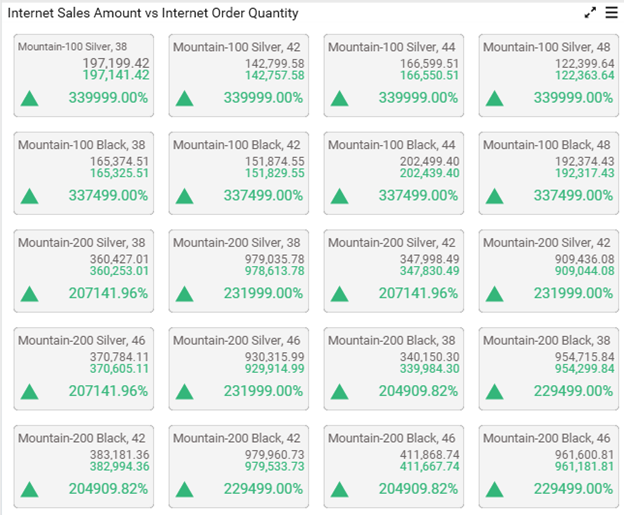 Internet Sales Amount vs Internet Order Quantity
Mountain-100 Silver, 38
197,199.42
197,141.42
339999.00%
Mountain-100 Silver, 42
142,799.58
142,757.58
339999.00%
Mountain-100 Silver, 44
166,599.51
166,550.51
339999.00%
Mountain-100 Silver, 48
122,399.64
122,363.64
339999.00%
Mountain-100 Black, 38
165,374.51
165,325.51
337499.00%
Mountain-100 Black, 42
151,874.55
151,829.55
337499.00%
Mountain-100 Black, 44
202,499.40
202,439.40
337499.00%
Mountain-100 Black, 48
192,374.43
192,317.43
337499.00%
Mountain-200 Silver, 38
360,427.01
360,253.01
207141.96%
Mountain-200 Silver, 38
979,035.78
978,613.78
231999.00%
Mountain-200 Silver, 42
347,998.49
347,830.49
207141.96%
Mountain-200 Silver, 42
909,436.08
909,044.08
231999.00%
Mountain-200 Silver, 46
370,784.11
370,605.11
207141.96%
Mountain-200 Silver, 46
930,315.99
929,914.99
231999.00%
Mountain-200 Black, 38
340,150.30
339,984.30
204909.82%
Mountain-200 Black, 38
954,715.84
954,299.84
229499.00%
Mountain-200 Black, 42
383,181.36
382,994.36
204909.82%
Mountain-200 Black, 42
979,960.73
979,533.73
229499.00%
Mountain-200 Black, 46
411,868.74
411,667.74
204909.82%
Mountain-200 Black, 46
961,600.81
961,181.81
229499.00%